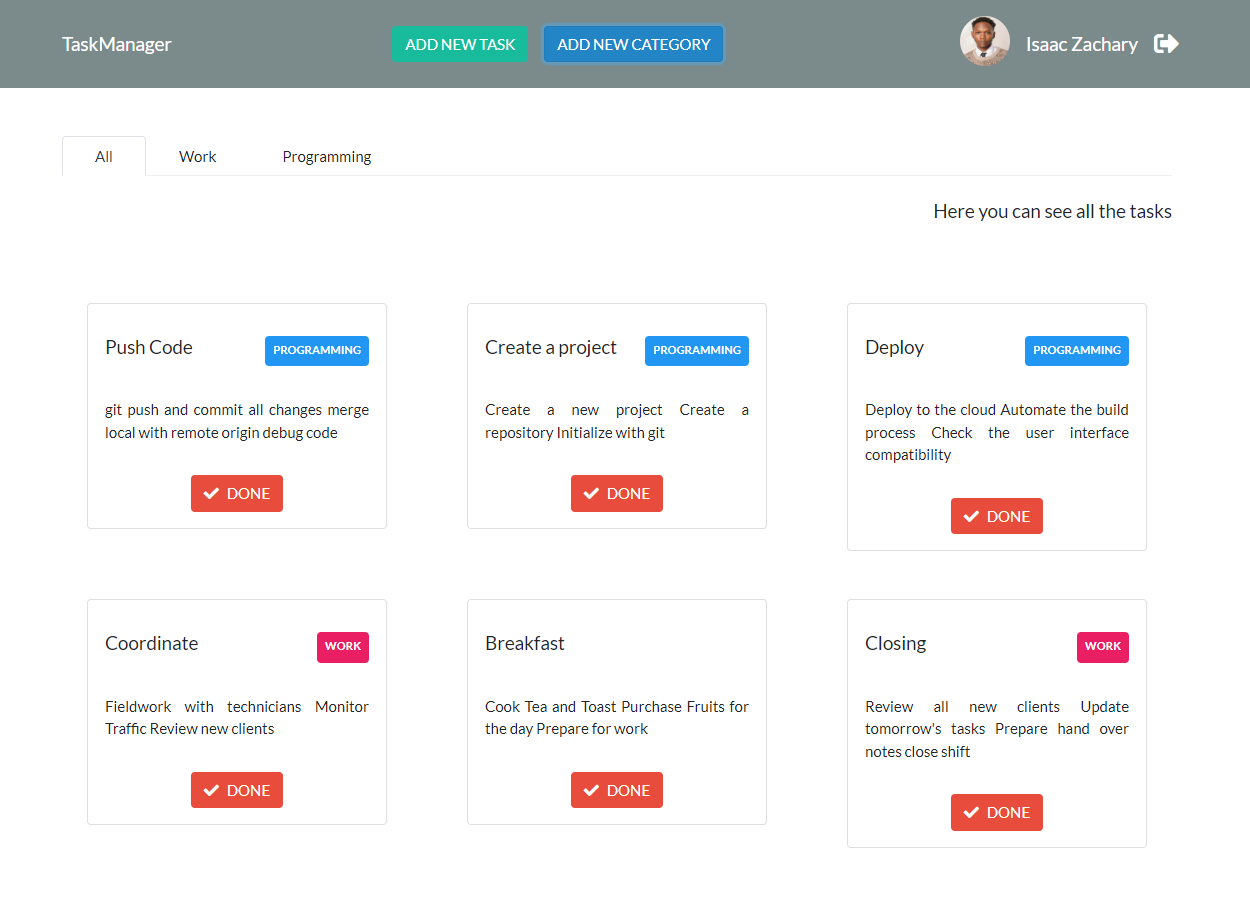 TaskManager
ADD NEW TASK
ADD NEW CATEGORY
Isaac Zachary
All
Work
Programming
Here you can see all the tasks
Push Code
PROGRAMMING
git push and commit all changes merge
local with remote origin debug code
DONE
Create a project
PROGRAMMING
Create a new project Create a
repository Initialize with git
DONE
Deploy
PROGRAMMING
Deploy to the cloud Automate the build
process Check the user interface
compatibility
DONE
Coordinate
WORK
Fieldwork with technicians Monitor
Traffic Review new clients
DONE
Breakfast
Cook Tea and Toast Purchase Fruits for
the day Prepare for work
DONE
Closing
WORK
Review all new clients Update
tomorrow's tasks Prepare hand over
notes close shift
DONE